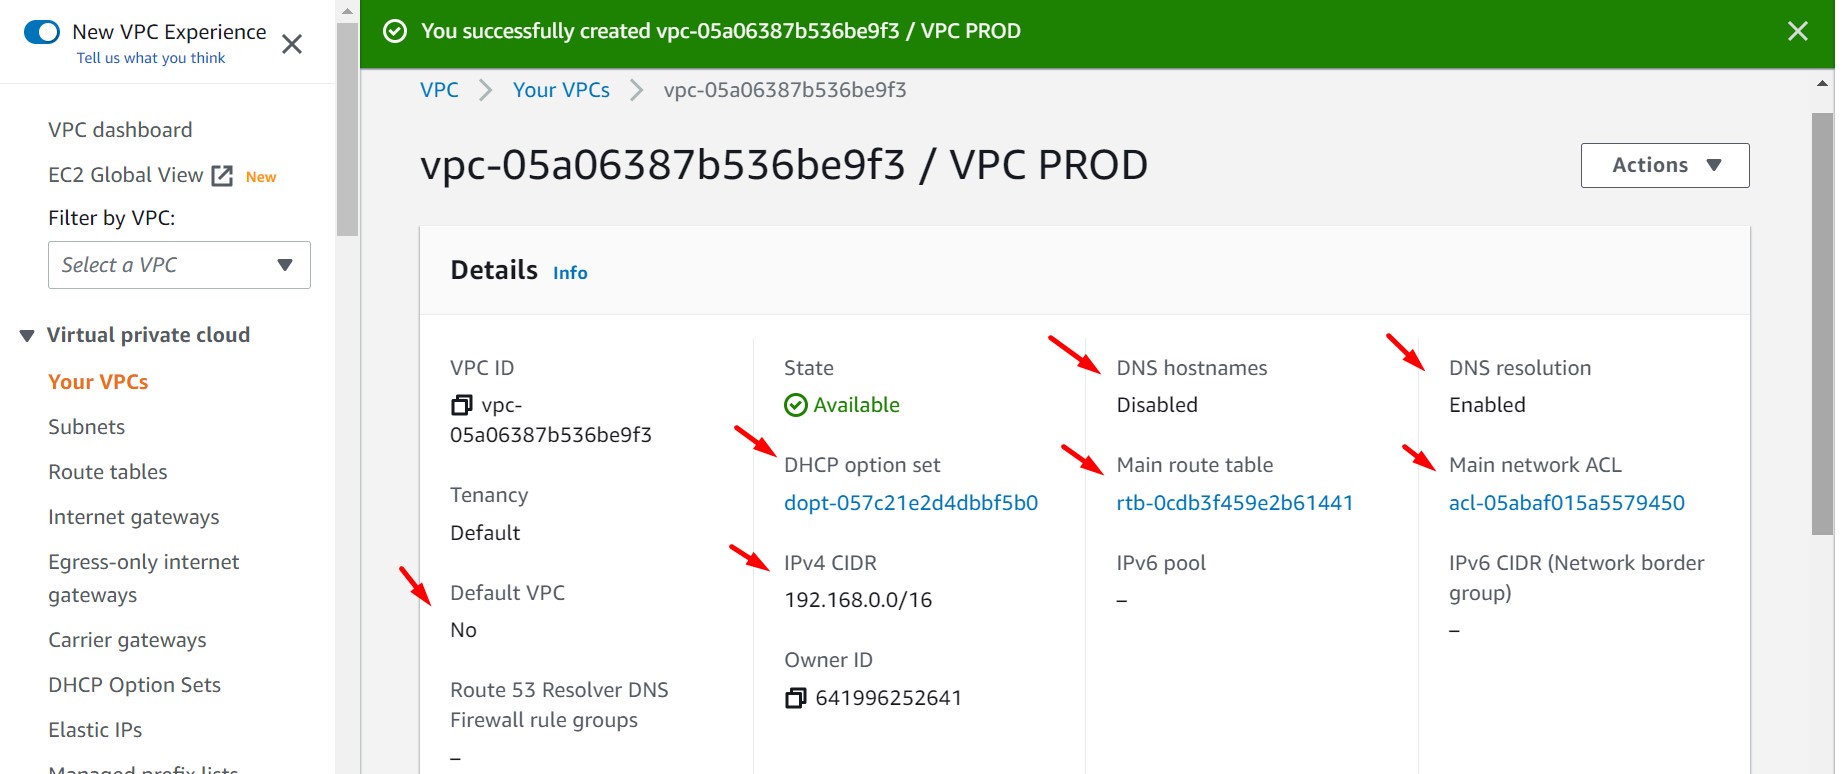 New VPC Experience
Tell us what you think
VPC dashboard
EC2 Global View New
Filter by VPC:
Select a VPC
Virtual private cloud
Your VPCs
Subnets
Route tables
Internet gateways
Egress-only internet
gateways
Carrier gateways
DHCP Option Sets
Elastic IPs
Managed prefix lists
You successfully created vpc-05a06387b536be9f3 / VPC PROD
VPC
Your VPCs
vpc-05a06387b536be9f3
vpc-05a06387b536be9f3 / VPC PROD
Actions
Details Info
VPC ID
vpc-
05a06387b536be9f3
Tenancy
Default
Default VPC
No
Route 53 Resolver DNS
Firewall rule groups
–
State
Available
DHCP option set
dopt-057c21e2d4dbbf5b0
IPv4 CIDR
192.168.0.0/16
Owner ID
641996252641
DNS hostnames
Disabled
Main route table
rtb-0cdb3f459e2b61441
IPv6 pool
–
DNS resolution
Enabled
Main network ACL
acl-05abaf015a5579450
IPv6 CIDR (Network border
group)
–